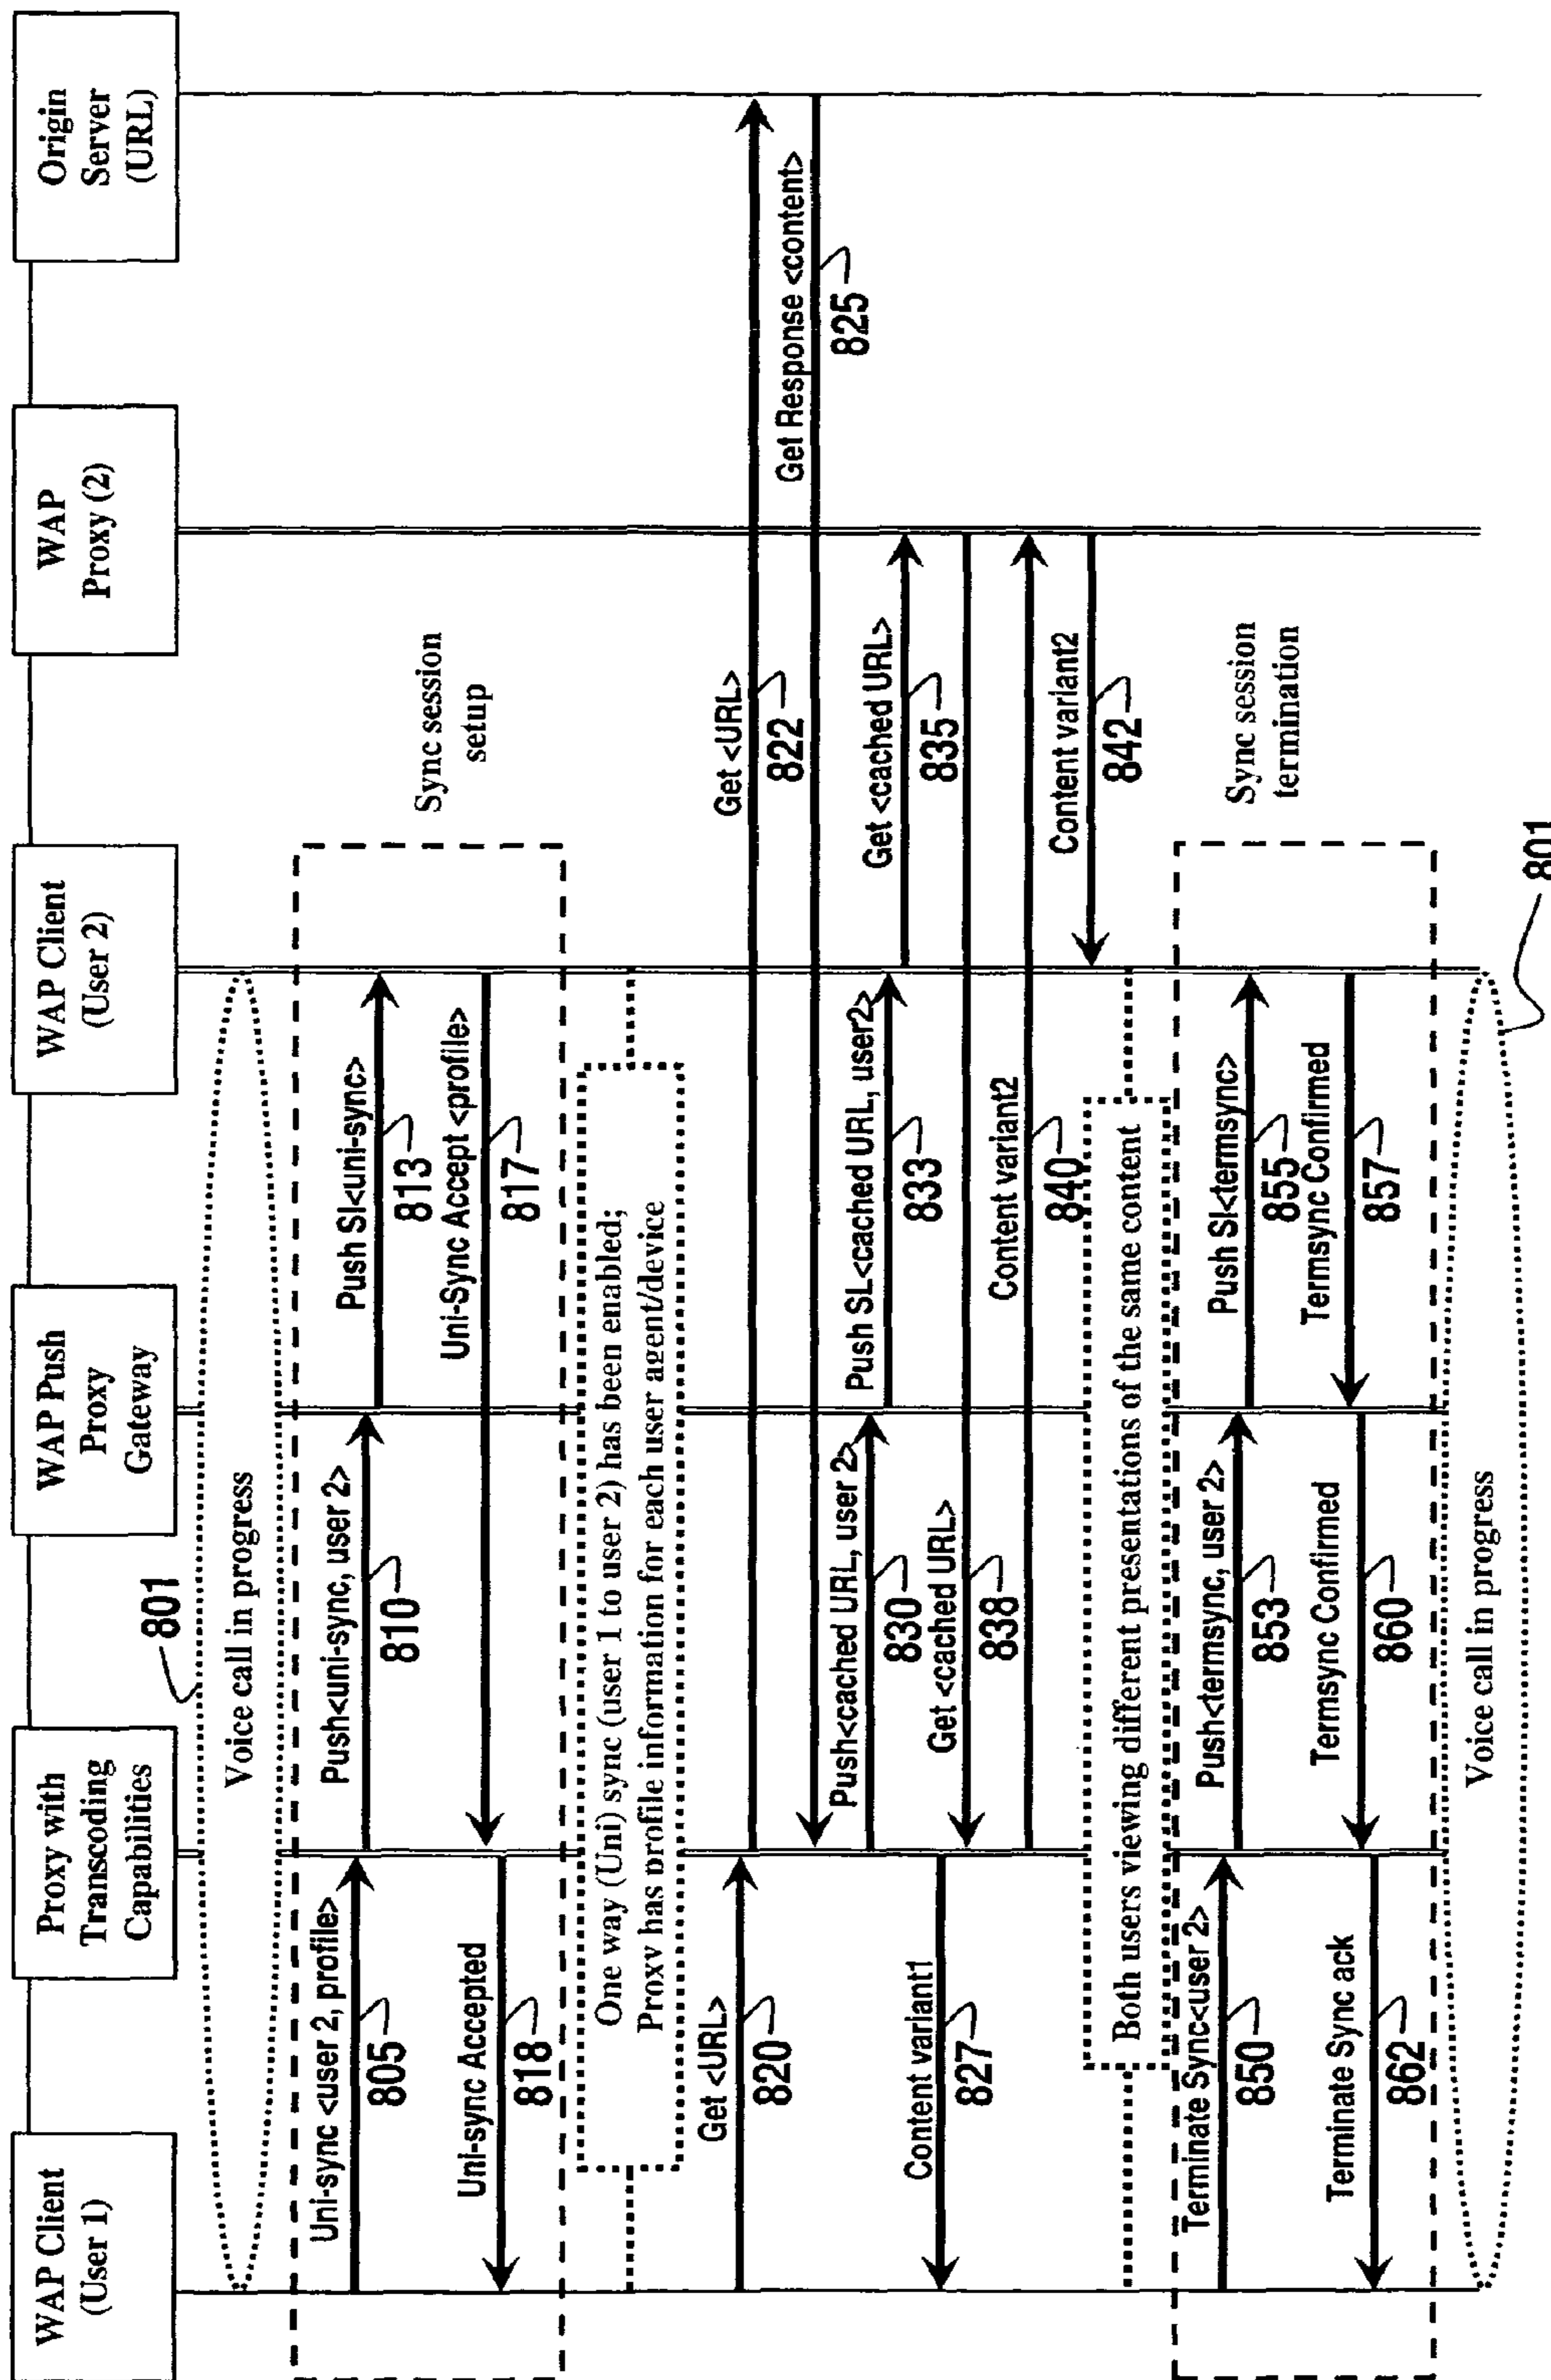 WAP Client
(User 1)
Proxy with
Transcoding
Capabilities
WAP Push
Proxy
Gateway
WAP Client
(User 2)
WAP
Proxy (2)
Origin
Server
(URL)
801
Voice call in progress
Sync session
setup
Uni-sync <user 2, profile>
805
Push<uni-sync, user 2>
810
Push SI<uni-sync>
813
Uni-Sync Accept <profile>
817
Uni-sync Accepted
818
One way (Uni) sync (user 1 to user 2) has been enabled;
Proxy has profile information for each user agent/device
Get <URL>
820
Get <URL>
822
Get Response <content>
825
Push<cached URL, user 2>
830
Push SL<cached URL, user2>
833
Get <cached URL>
835
Content variant1
827
Get <cached URL>
838
Content variant2
840
Content variant2
842
Both users viewing different presentations of the same content
Sync session
termination
Terminate Sync<user 2>
850
Push<termsync, user 2>
853
Push SI<termsync>
855
Termsync Confirmed
857
Termsync Confirmed
860
Terminate Sync ack
862
Voice call in progress
801